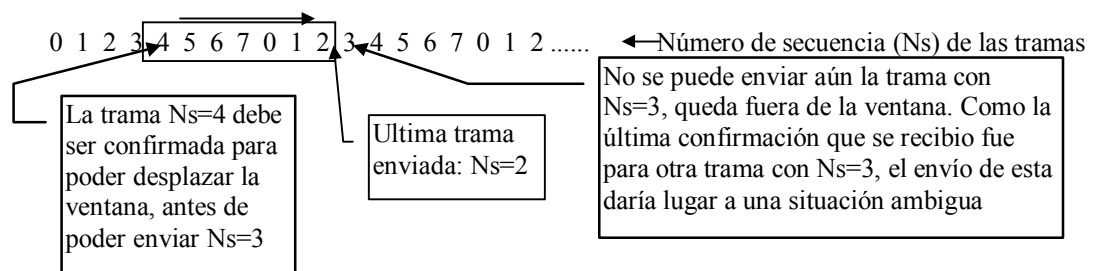 0 1 2 3 4 5 6 7 0 1 2 3 4 5 6 7 0 1 2 ......
Número de secuencia (Ns) de las tramas
La trama Ns=4 debe
ser confirmada para
poder desplazar la
ventana, antes de
poder enviar Ns=3
Ultima trama
enviada: Ns=2
No se puede enviar aún la trama con
Ns=3, queda fuera de la ventana. Como la
última confirmación que se recibio fue
para otra trama con Ns=3, el envío de esta
daría lugar a una situación ambigua